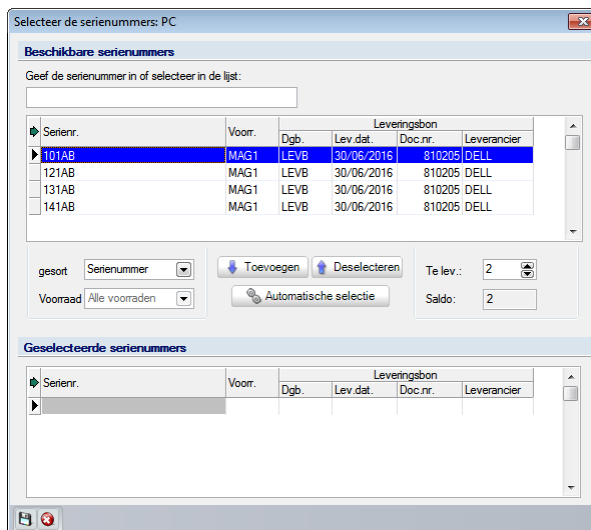 Selecteer de serienummers: PC
Beschikbare serienummers
Geef de serienummer in of selecteer in de lijst:
Serienr. Voorr. Leveringsbon
Dgb. Lev.dat. Doc.nr. Leverancier
101AB MAG1 LEVB 30/06/2016 810205 DELL
121AB MAG1 LEVB 30/06/2016 810205 DELL
131AB MAG1 LEVB 30/06/2016 810205 DELL
141AB MAG1 LEVB 30/06/2016 810205 DELL
gesort Serienummer Toevoegen Deselecteren Te lev.: 2
Voorraad Alle voorraden Automatische selectie Saldo: 2
Geselecteerde serienummers
Serienr. Voorr. Leveringsbon
Dgb. Lev.dat. Doc.nr. Leverancier